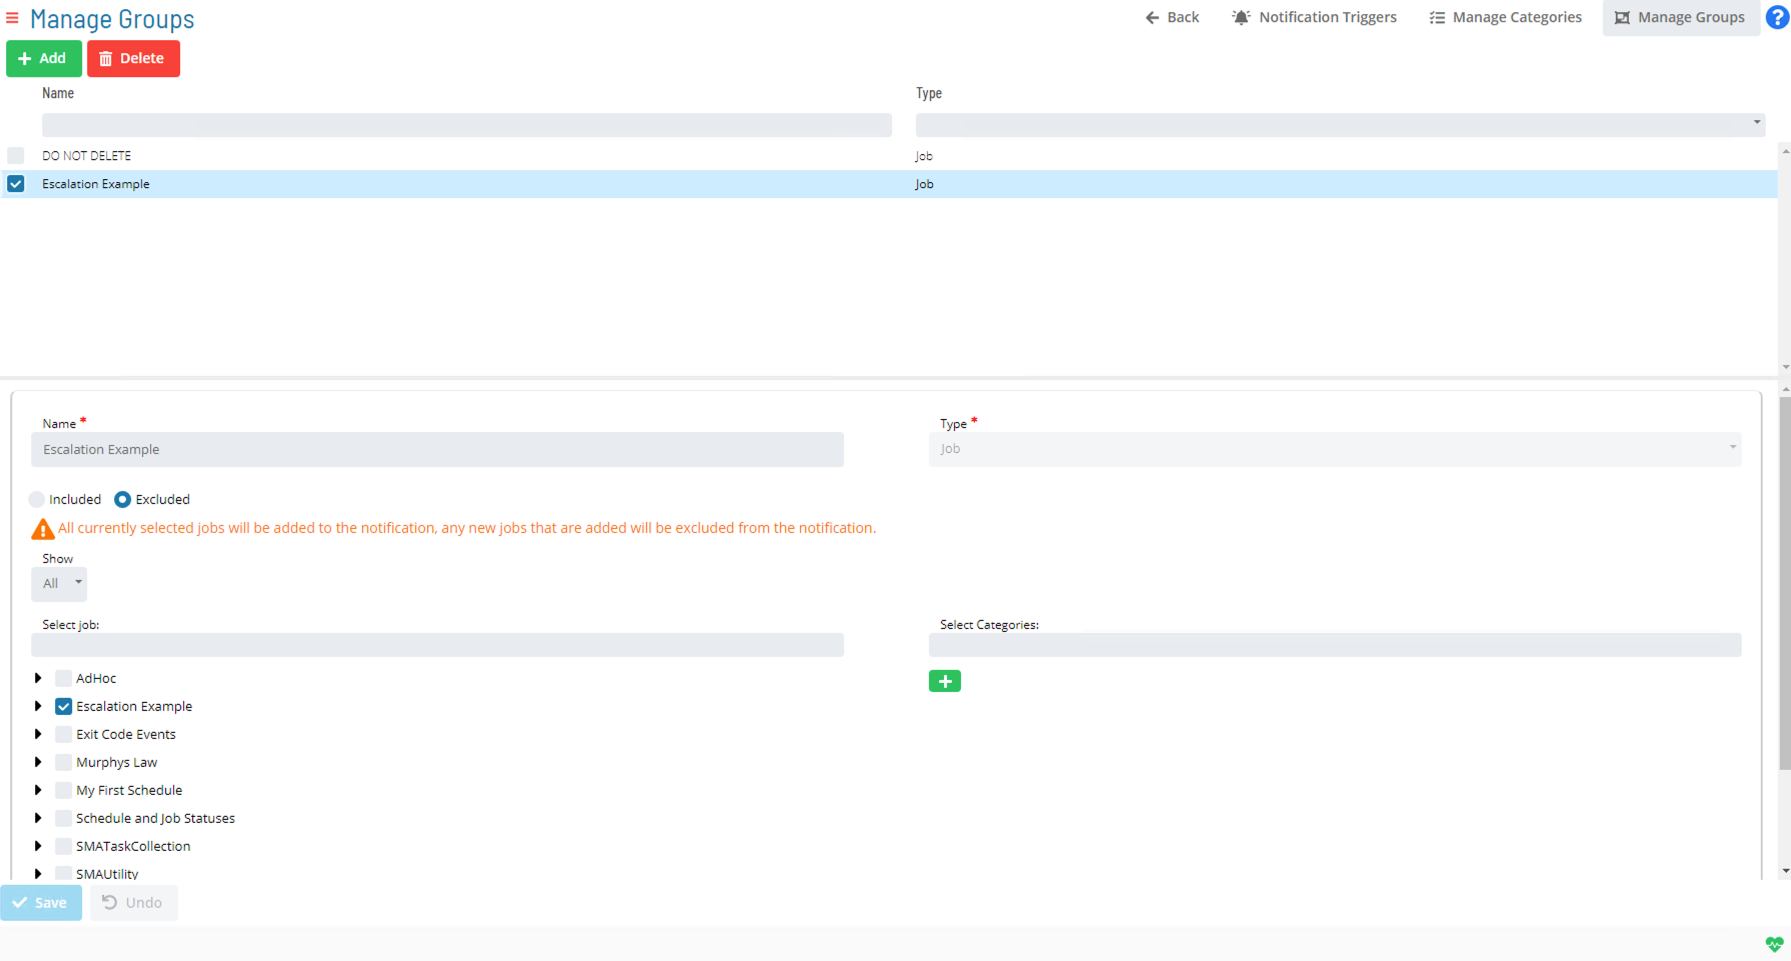 Manage Groups
Back
Notification Triggers
Manage Categories
Manage Groups
?
Add
Delete
Name
Type
DO NOT DELETE
Job
Escalation Example
Job
Name *
Type *
Escalation Example
Job
Included
Excluded
All currently selected jobs will be added to the notification, any new jobs that are added will be excluded from the notification.
Show
All
Select job:
Select Categories:
AdHoc
Escalation Example
Exit Code Events
Murphys Law
My First Schedule
Schedule and Job Statuses
SMATaskCollection
SMAUtility
Save
Undo